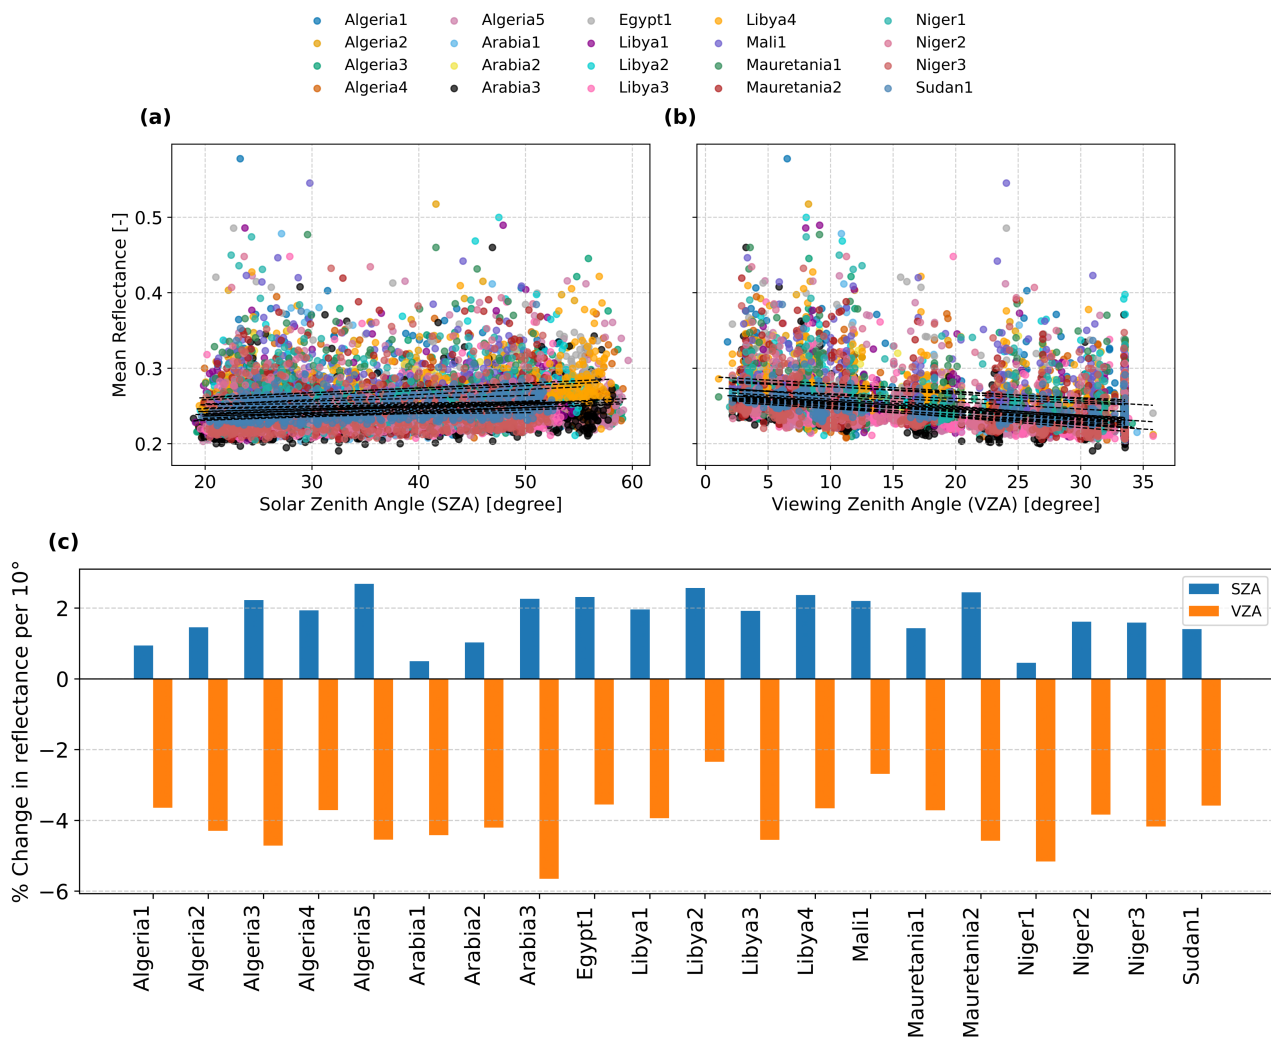 Algeria1 Algeria5 Egypt1 Libya4 Niger1
Algeria2 Arabia1 Libya1 Mali1 Niger2
Algeria3 Arabia2 Libya2 Mauretania1 Niger3
Algeria4 Arabia3 Libya3 Mauretania2 Sudan1
(a)
Mean Reflectance [-]
0.5
0.4
0.3
0.2
20 30 40 50 60
Solar Zenith Angle (SZA) [degree]
(b)
0 5 10 15 20 25 30 35
Viewing Zenith Angle (VZA) [degree]
(c)
% Change in reflectance per 10°
2
0
−2
−4
−6
SZA
VZA
Algeria1
Algeria2
Algeria3
Algeria4
Algeria5
Arabia1
Arabia2
Arabia3
Egypt1
Libya1
Libya2
Libya3
Libya4
Mali1
Mauretania1
Mauretania2
Niger1
Niger2
Niger3
Sudan1